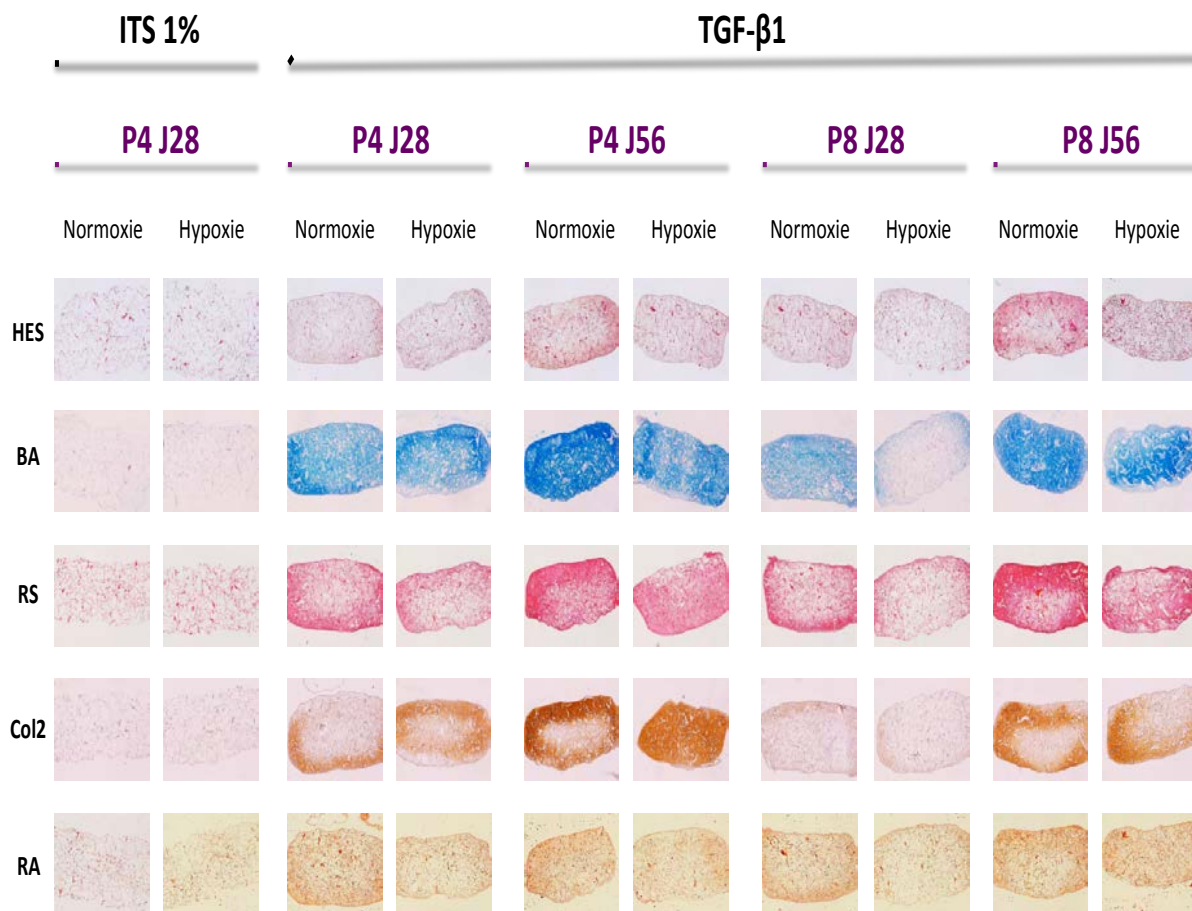 ITS 1% TGF-β1
P4 J28 P4 J28 P4 J56 P8 J28 P8 J56
Normoxie Hypoxie Normoxie Hypoxie Normoxie Hypoxie Normoxie Hypoxie Normoxie Hypoxie
HES
BA
RS
Col2
RA